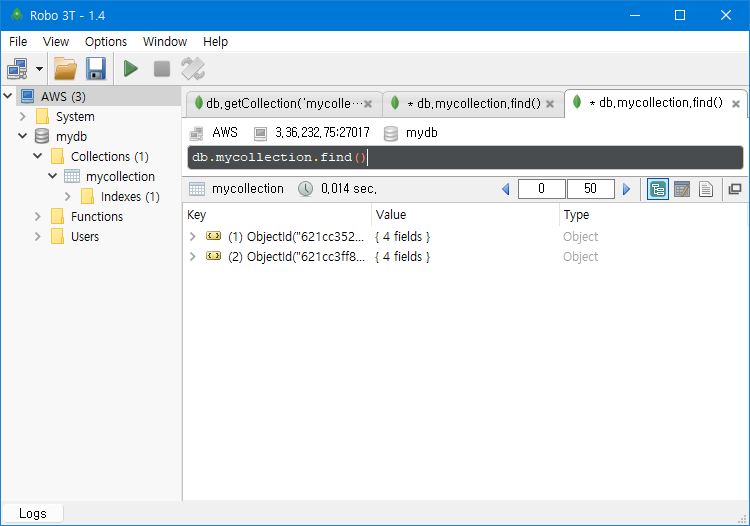 Robo 3T - 1.4
File View Options Window Help
AWS (3)
System
mydb
Collections (1)
mycollection
Indexes (1)
Functions
Users
db.getCollection('mycolle⋯ * db.mycollection.find() * db.mycollection.find()
AWS 3.36.232.75:27017 mydb
db.mycollection.find()
mycollection 0.014 sec. 0 50
Key Value Type
(1) ObjectId("621cc352... { 4 fields } Object
(2) ObjectId("621cc3ff8... { 4 fields } Object
Logs